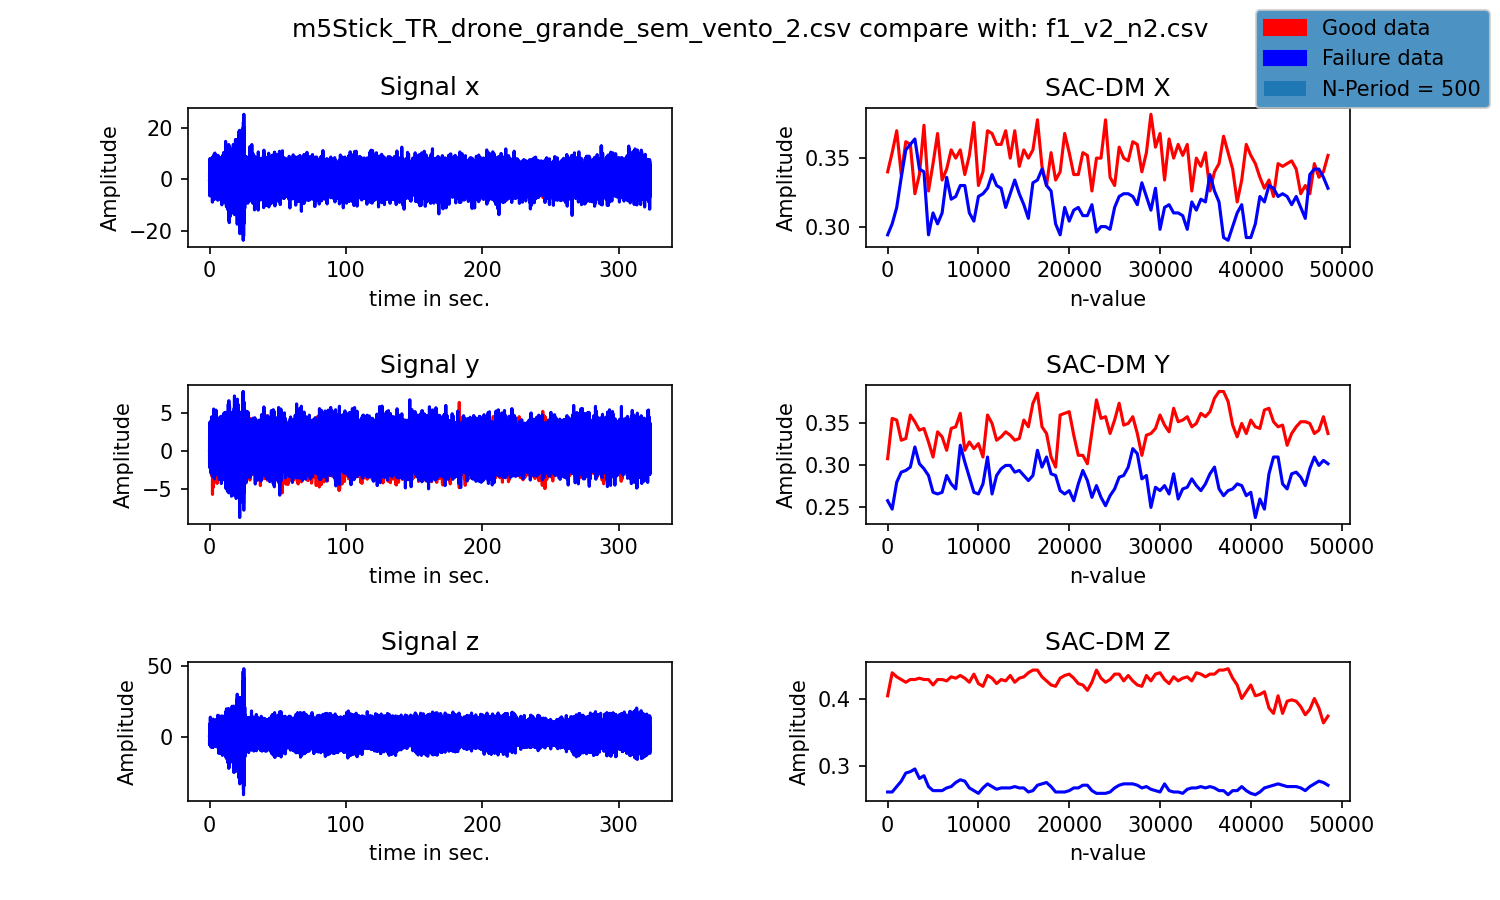 m5Stick_TR_drone_grande_sem_vento_2.csv compare with: f1_v2_n2.csv
Good data
Failure data
N-Period = 500
Signal x
Amplitude
20
0
−20
0 100 200 300
time in sec.
SAC-DM X
Amplitude
0.35
0.30
0 10000 20000 30000 40000 50000
n-value
Signal y
Amplitude
5
0
−5
0 100 200 300
time in sec.
SAC-DM Y
Amplitude
0.35
0.30
0.25
0 10000 20000 30000 40000 50000
n-value
Signal z
Amplitude
50
0
0 100 200 300
time in sec.
SAC-DM Z
Amplitude
0.4
0.3
0 10000 20000 30000 40000 50000
n-value